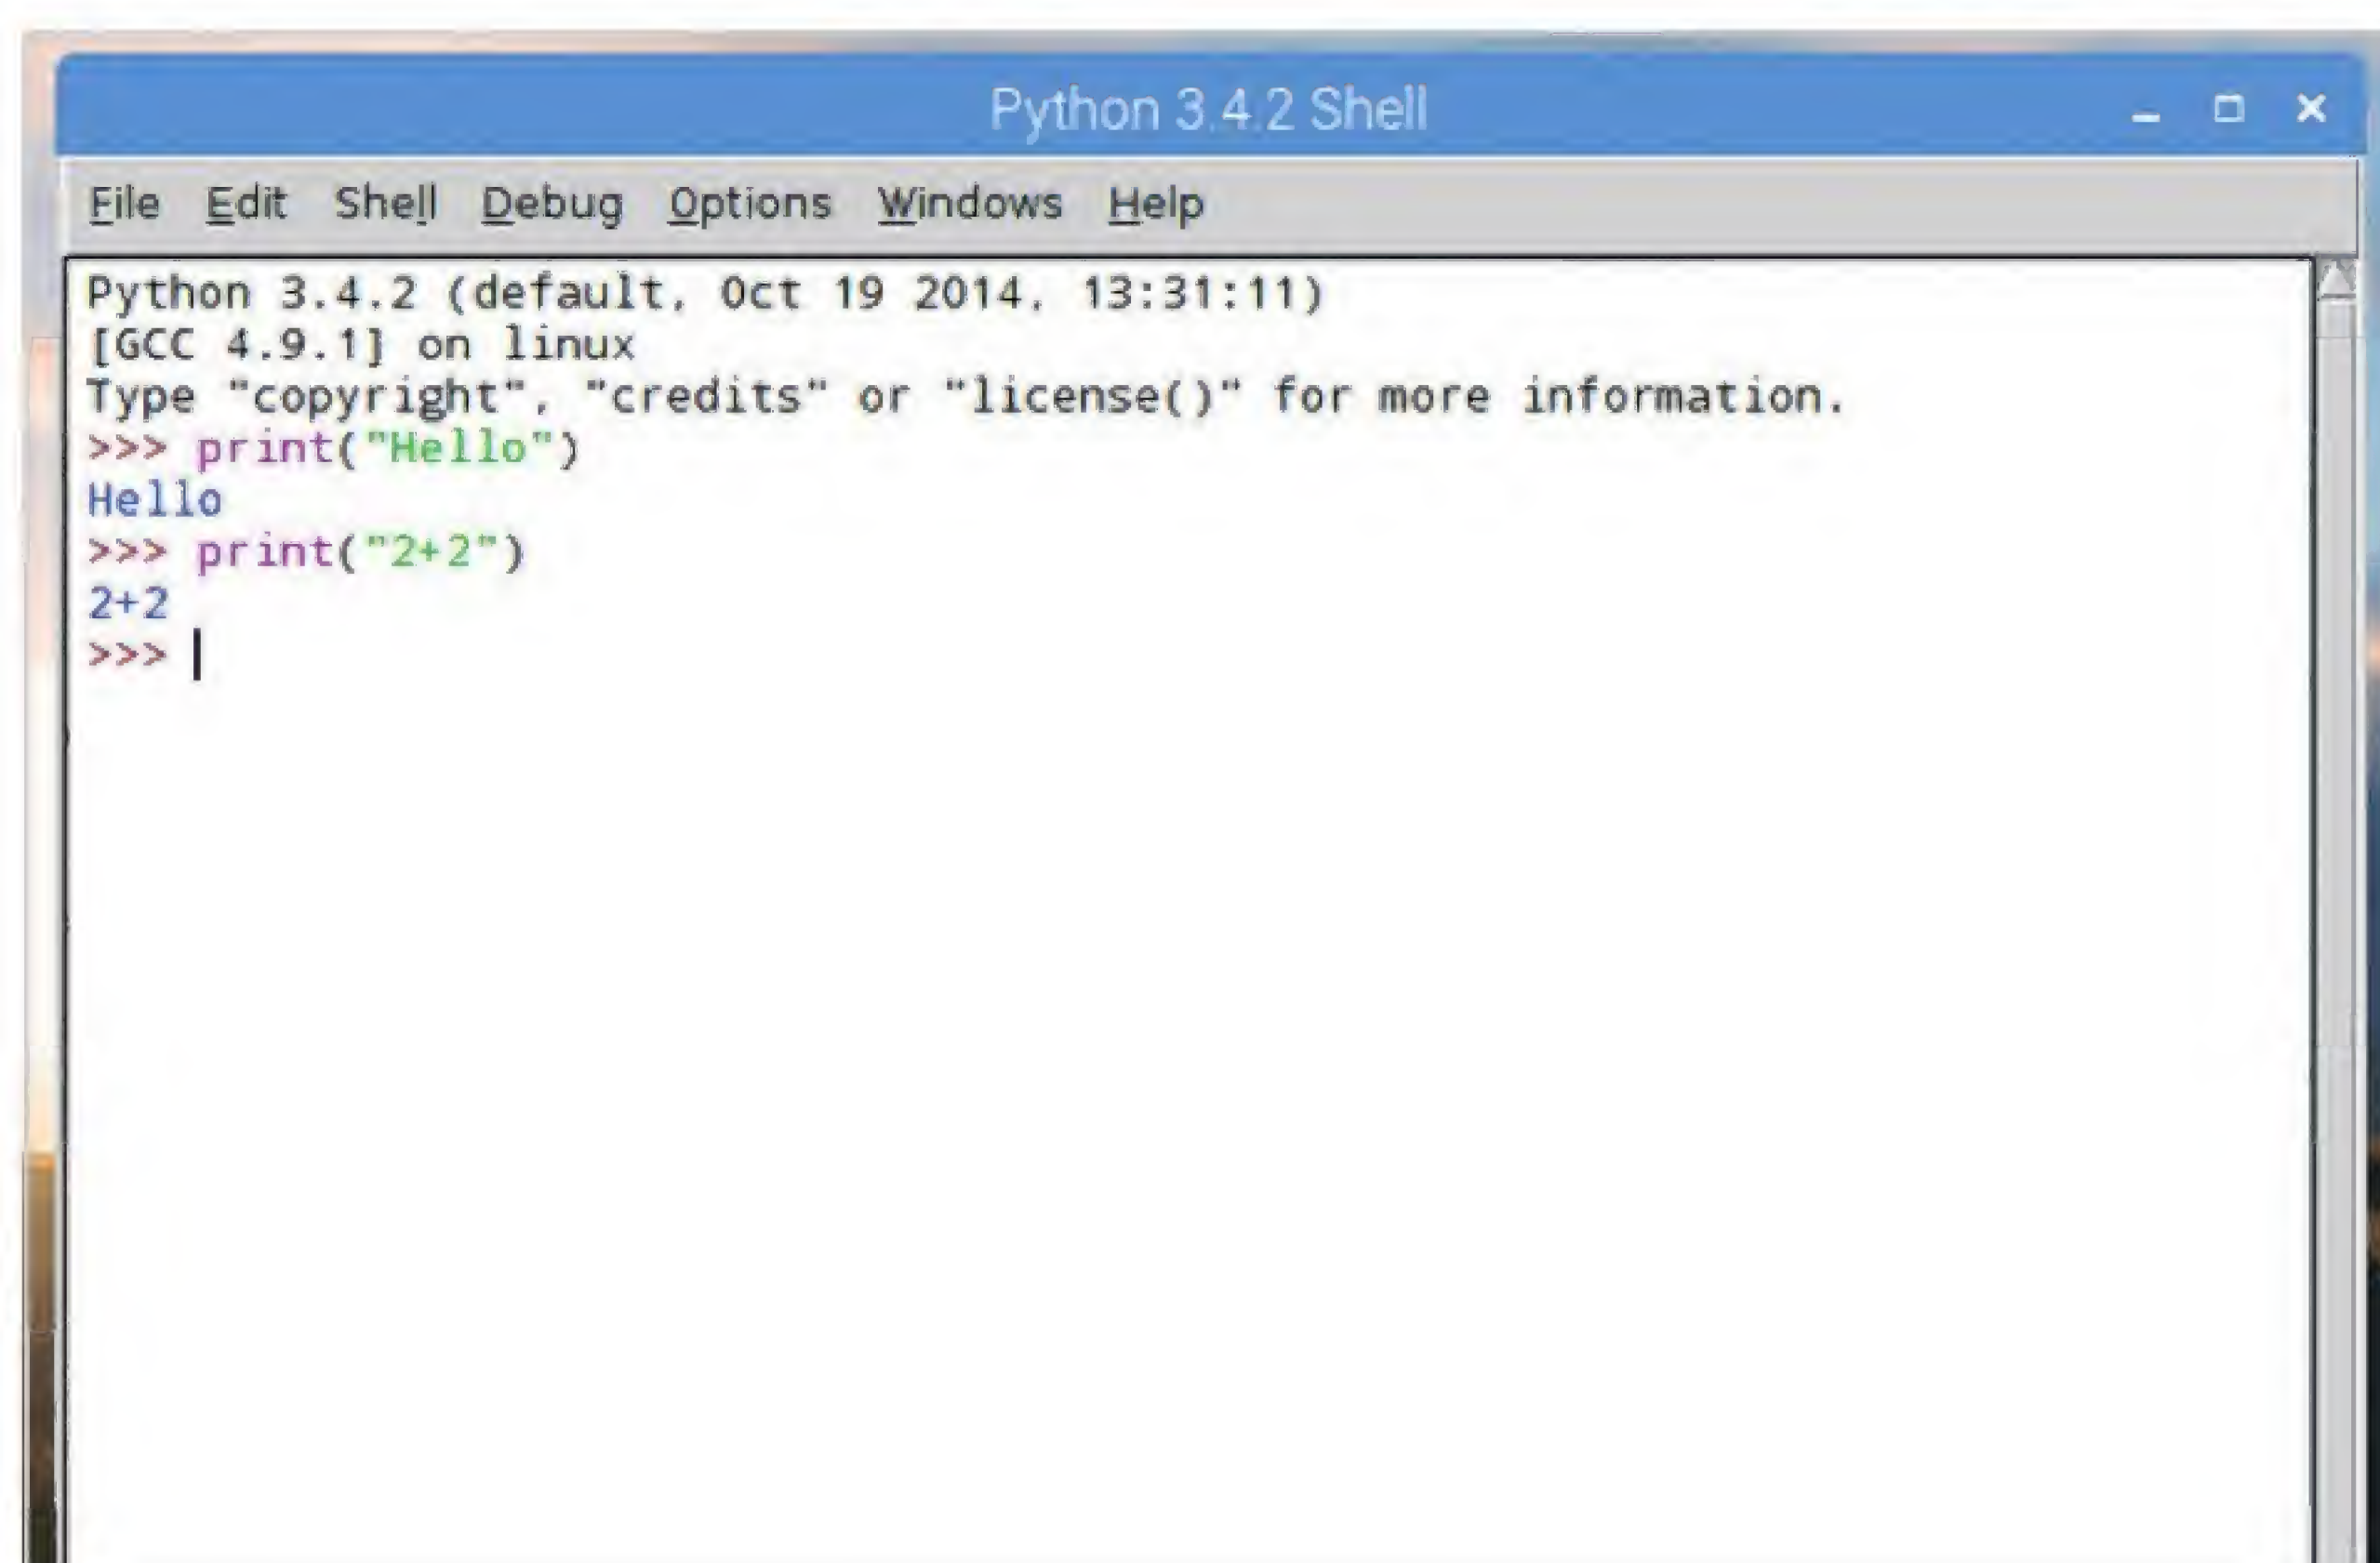 Python 3.4.2 Shell
File Edit Shell Debug Options Windows Help
Python 3.4.2 (default, Oct 19 2014, 13:31:11)
[GCC 4.9.1] on linux
Type "copyright", "credits" or "license()" for more information.
>>> print("Hello")
Hello
>>> print("2+2")
2+2
>>>